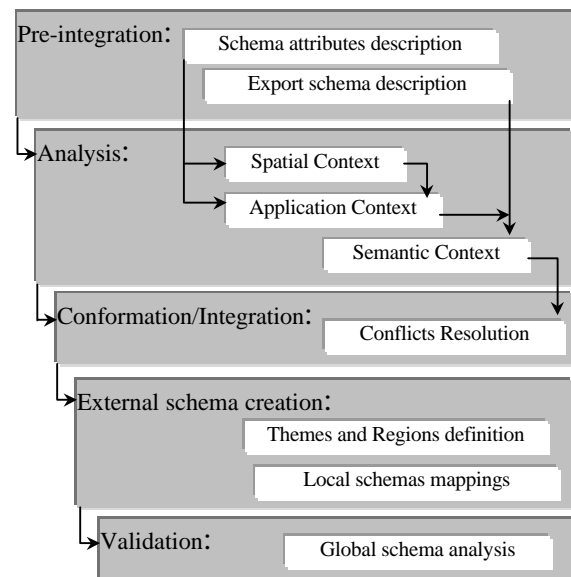 Pre-integration:
Schema attributes description
Export schema description
Analysis:
Spatial Context
Application Context
Semantic Context
Conformation/Integration:
Conflicts Resolution
External schema creation:
Themes and Regions definition
Local schemas mappings
Validation:
Global schema analysis